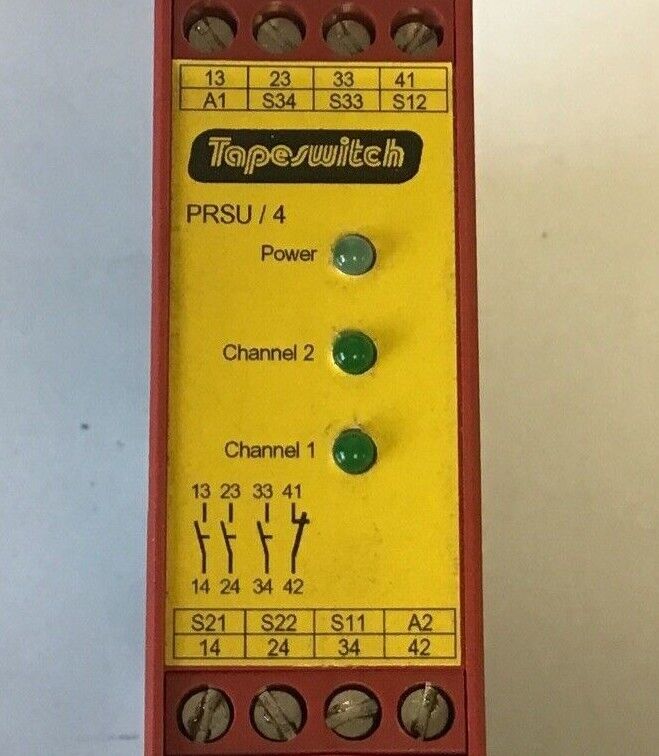 13 23 33 41
A1 S34 S33 S12
Tapeswitch
PRSU / 4
Power
Channel 2
Channel 1
13 23 33 41
14 24 34 42
S21 S22 S11 A2
14 24 34 42